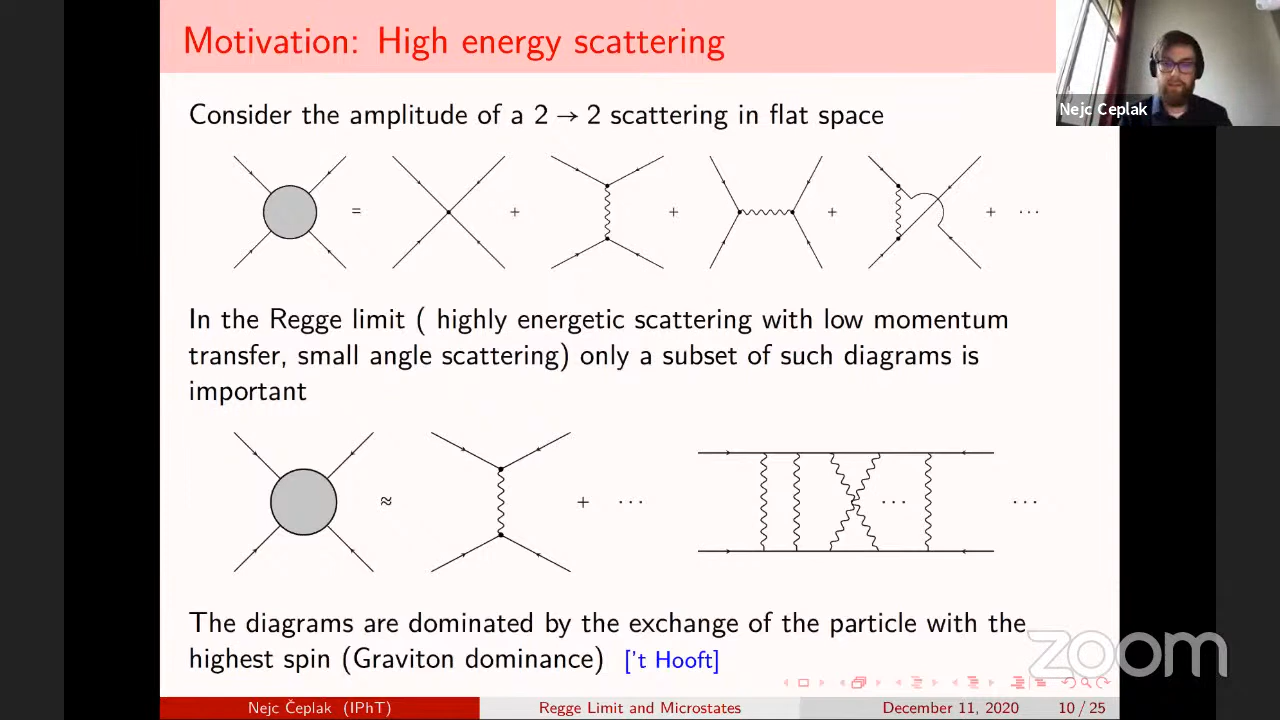 Motivation: High energy scattering
Nejc Ceplak
Consider the amplitude of a 2 → 2 scattering in flat space
= + + + + ···
In the Regge limit ( highly energetic scattering with low momentum
transfer, small angle scattering) only a subset of such diagrams is
important
≈ + ··· ··· ···
The diagrams are dominated by the exchange of the particle with the
highest spin (Graviton dominance) ['t Hooft]
zoom
Nejc Čeplak (IPhT) Regge Limit and Microstates December 11, 2020 10 / 25